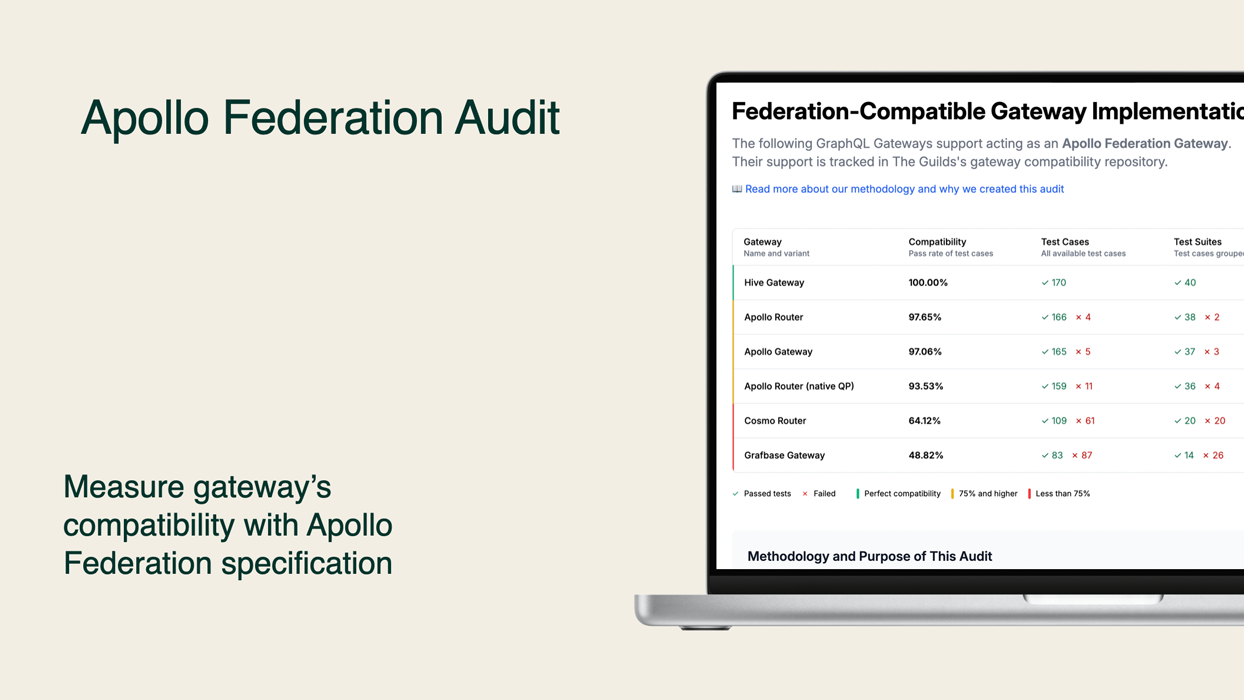 Apollo Federation Audit
Measure gateway’s
compatibility with Apollo
Federation specification
Federation-Compatible Gateway
The following GraphQL Gateways support acting as an Apollo Federation Gateway.
Their support is tracked in The Guilds's gateway compatibility repository.
📖 Read more about our methodology and why we created this audit
Gateway Compatibility Test Cases Test Suites
Name and variant Pass rate of test cases All available test cases Test cases
Hive Gateway 100.00% ✓ 170 ✓ 40
Apollo Router 97.65% ✓ 166 × 4 ✓ 38 × 2
Apollo Gateway 97.06% ✓ 165 × 5 ✓ 37 × 3
Apollo Router (native QP) 93.53% ✓ 159 × 11 ✓ 36 × 4
Cosmo Router 64.12% ✓ 109 × 61 ✓ 20 × 20
Grafbase Gateway 48.82% ✓ 83 × 87 ✓ 14 × 26
✓ Passed tests × Failed Perfect compatibility 75% and higher Less than 75%
Methodology and Purpose of This Audit